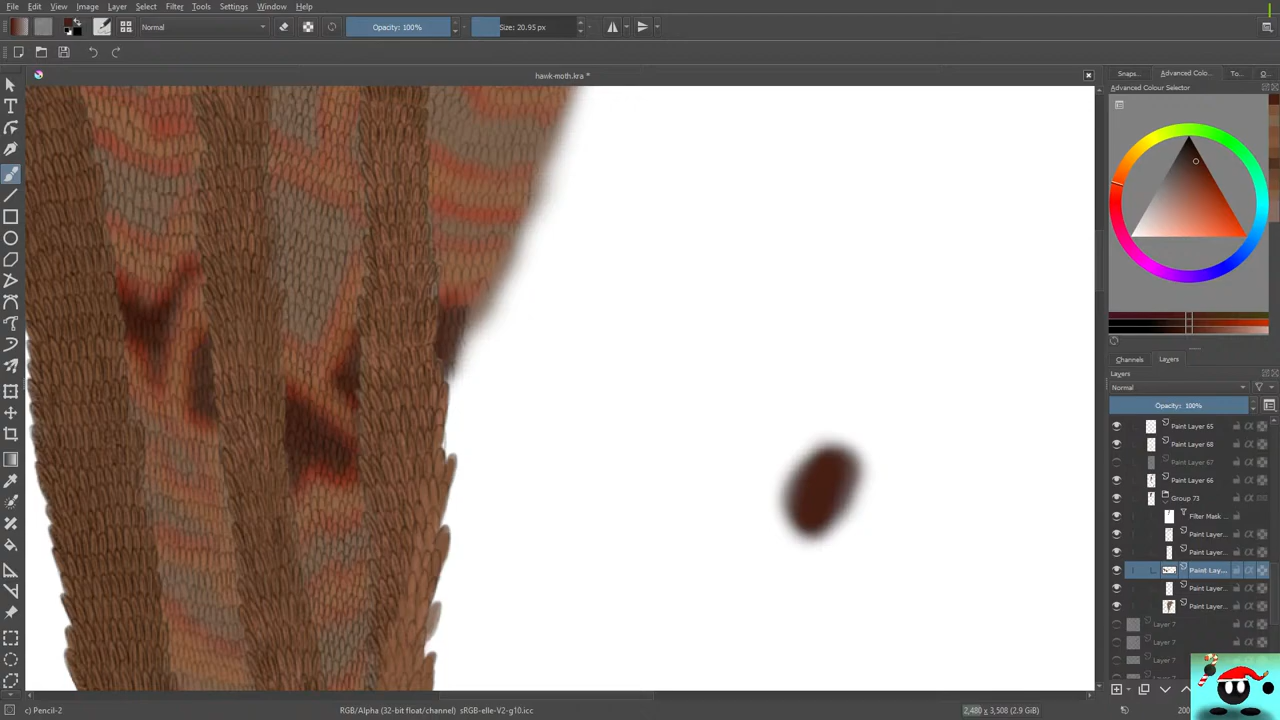 File Edit View Image Layer Select Filter Tools Settings Window Help
Normal Opacity: 100% Size: 20.95 px
hawk-moth.kra *
Snaps... Advanced Colo... To... O...
Advanced Colour Selector
Channels Layers
Layers
Normal
Opacity: 100%
Paint Layer 65
Paint Layer 68
Paint Layer 67
Paint Layer 66
Group 73
Filter Mask ...
Paint Layer...
Paint Layer...
Paint Lay...
Paint Layer...
Paint Layer...
Layer 7
Layer 7
Layer 7
c) Pencil-2 RGB/Alpha (32-bit float/channel) sRGB-elle-V2-g10.icc 2,480 x 3,508 (2.9 GiB)